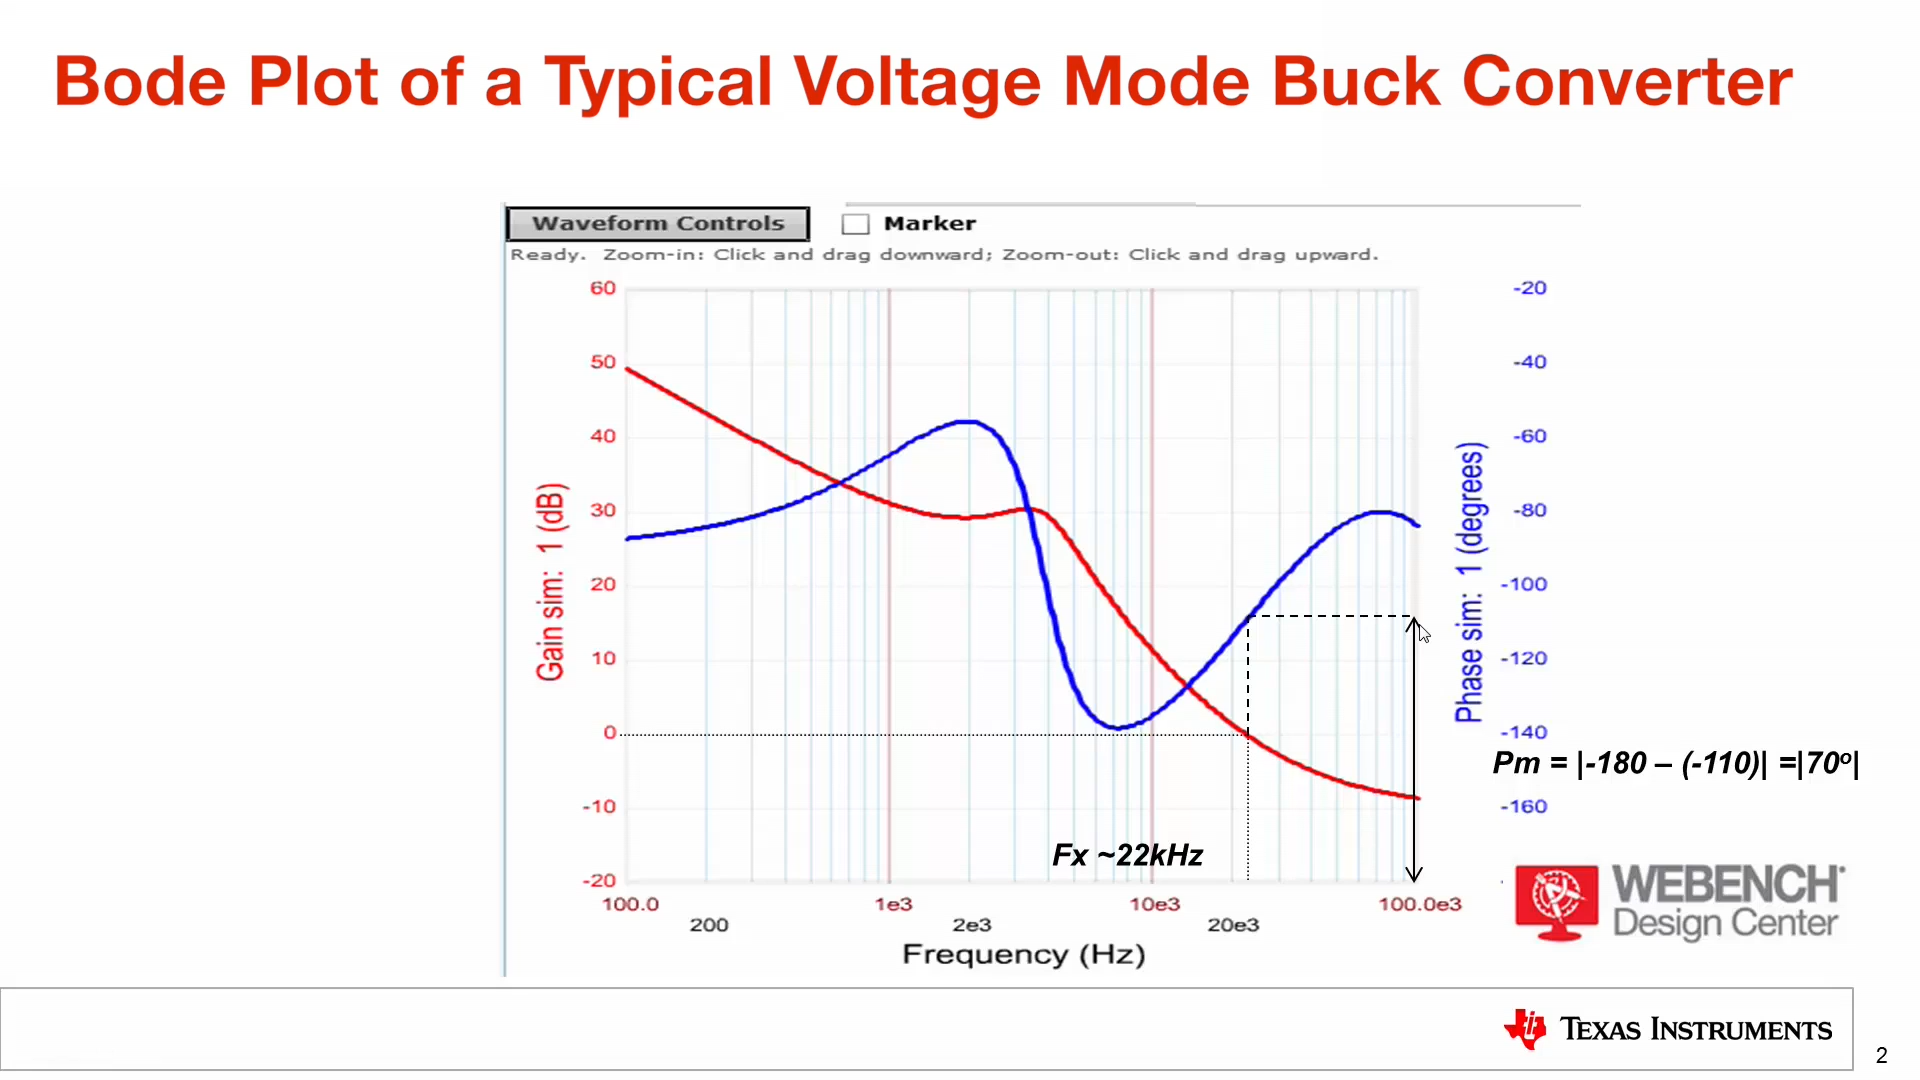 Bode Plot of a Typical Voltage Mode Buck Converter
Waveform Controls
Marker
Ready. Zoom-in: Click and drag downward; Zoom-out: Click and drag upward.
60
50
40
30
20
10
0
-10
-20
Gain sim: 1 (dB)
-20
-40
-60
-80
-100
-120
-140
-160
Phase sim: 1 (degrees)
Pm = |-180 – (-110)| =|70º|
Fx ~22kHz
100.0
1e3
10e3
100.0e3
200
2e3
20e3
Frequency (Hz)
WEBENCH®
Design Center
TEXAS INSTRUMENTS
2